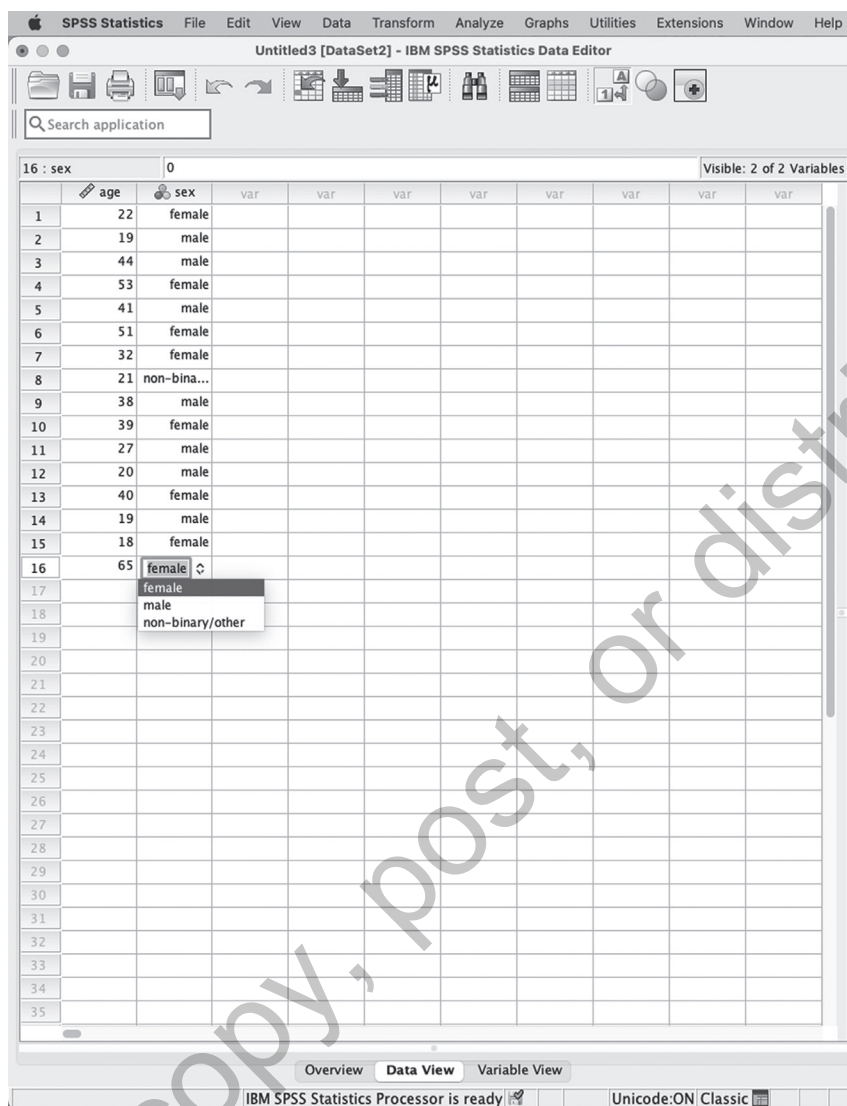 SPSS Statistics File Edit View Data Transform Analyze Graphs Utilities Extensions Window Help
Untitled3 [DataSet2] - IBM SPSS Statistics Data Editor
Search application
16 : sex 0 Visible: 2 of 2 Variables
age sex var var var var var var var var
1 22 female
2 19 male
3 44 male
4 53 female
5 41 male
6 51 female
7 32 female
8 21 non-bina...
9 38 male
10 39 female
11 27 male
12 20 male
13 40 female
14 19 male
15 18 female
16 65 female
17 female
18 male
non-binary/other
19
20
21
22
23
24
25
26
27
28
29
30
31
32
33
34
35
Overview Data View Variable View
IBM SPSS Statistics Processor is ready Unicode:ON Classic
copy, post, or distri